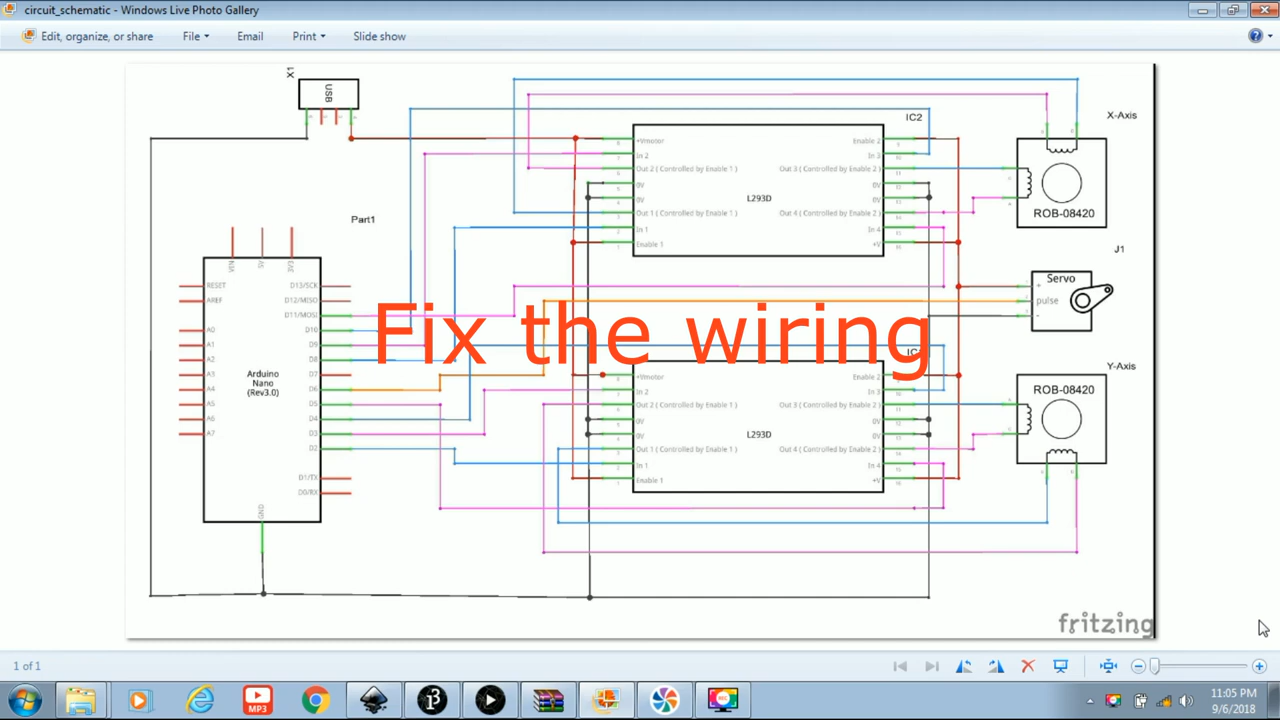 circuit_schematic - Windows Live Photo Gallery
Edit, organize, or share File Email Print Slide show
X1
USB
IC2
X-Axis
+Vmotor
In 2
Out 2 ( Controlled by Enable 1 )
0V
0V
Out 1 ( Controlled by Enable 1 )
In 1
Enable 1
L293D
Enable 2
In 3
Out 3 ( Controlled by Enable 2 )
0V
0V
Out 4 ( Controlled by Enable 2 )
In 4
+V
ROB-08420
Part1
J1
Servo
+
pulse
-
VIN
5V
3V3
RESET
AREF
A0
A1
A2
A3
A4
A5
A6
A7
Arduino
Nano
(Rev3.0)
D13/SCK
D12/MISO
D11/MOSI
D10
D9
D8
D7
D6
D5
D4
D3
D2
D1/TX
D0/RX
GND
Fix the wiring
Y-Axis
+Vmotor
In 2
Out 2 ( Controlled by Enable 1 )
0V
0V
Out 1 ( Controlled by Enable 1 )
In 1
Enable 1
L293D
Enable 2
In 3
Out 3 ( Controlled by Enable 2 )
0V
0V
Out 4 ( Controlled by Enable 2 )
In 4
+V
ROB-08420
fritzing
1 of 1
MP3
11:05 PM
9/6/2018